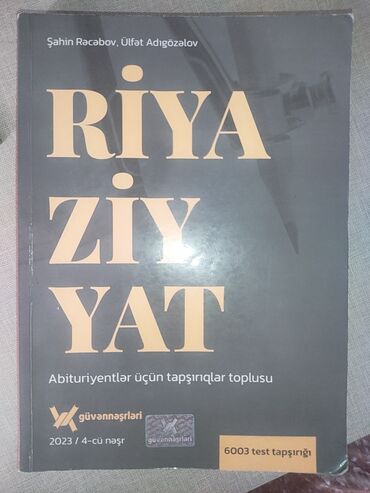 Şahin Rəcəbov, Ülfət Adıgözəlov
RİYA
ZİY
YAT
Abituriyentlər üçün tapşırıqlar toplusu
güvənnəşrləri
güvənnəşrləri
2023 / 4-cü nəşr
6003 test tapşırığı